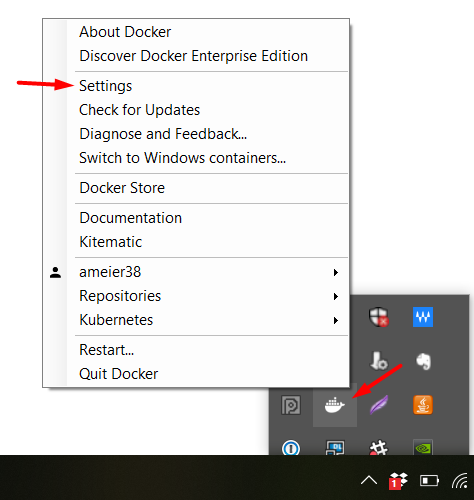 About Docker
Discover Docker Enterprise Edition
Settings
Check for Updates
Diagnose and Feedback...
Switch to Windows containers...
Docker Store
Documentation
Kitematic
ameier38
Repositories
Kubernetes
Restart...
Quit Docker
1